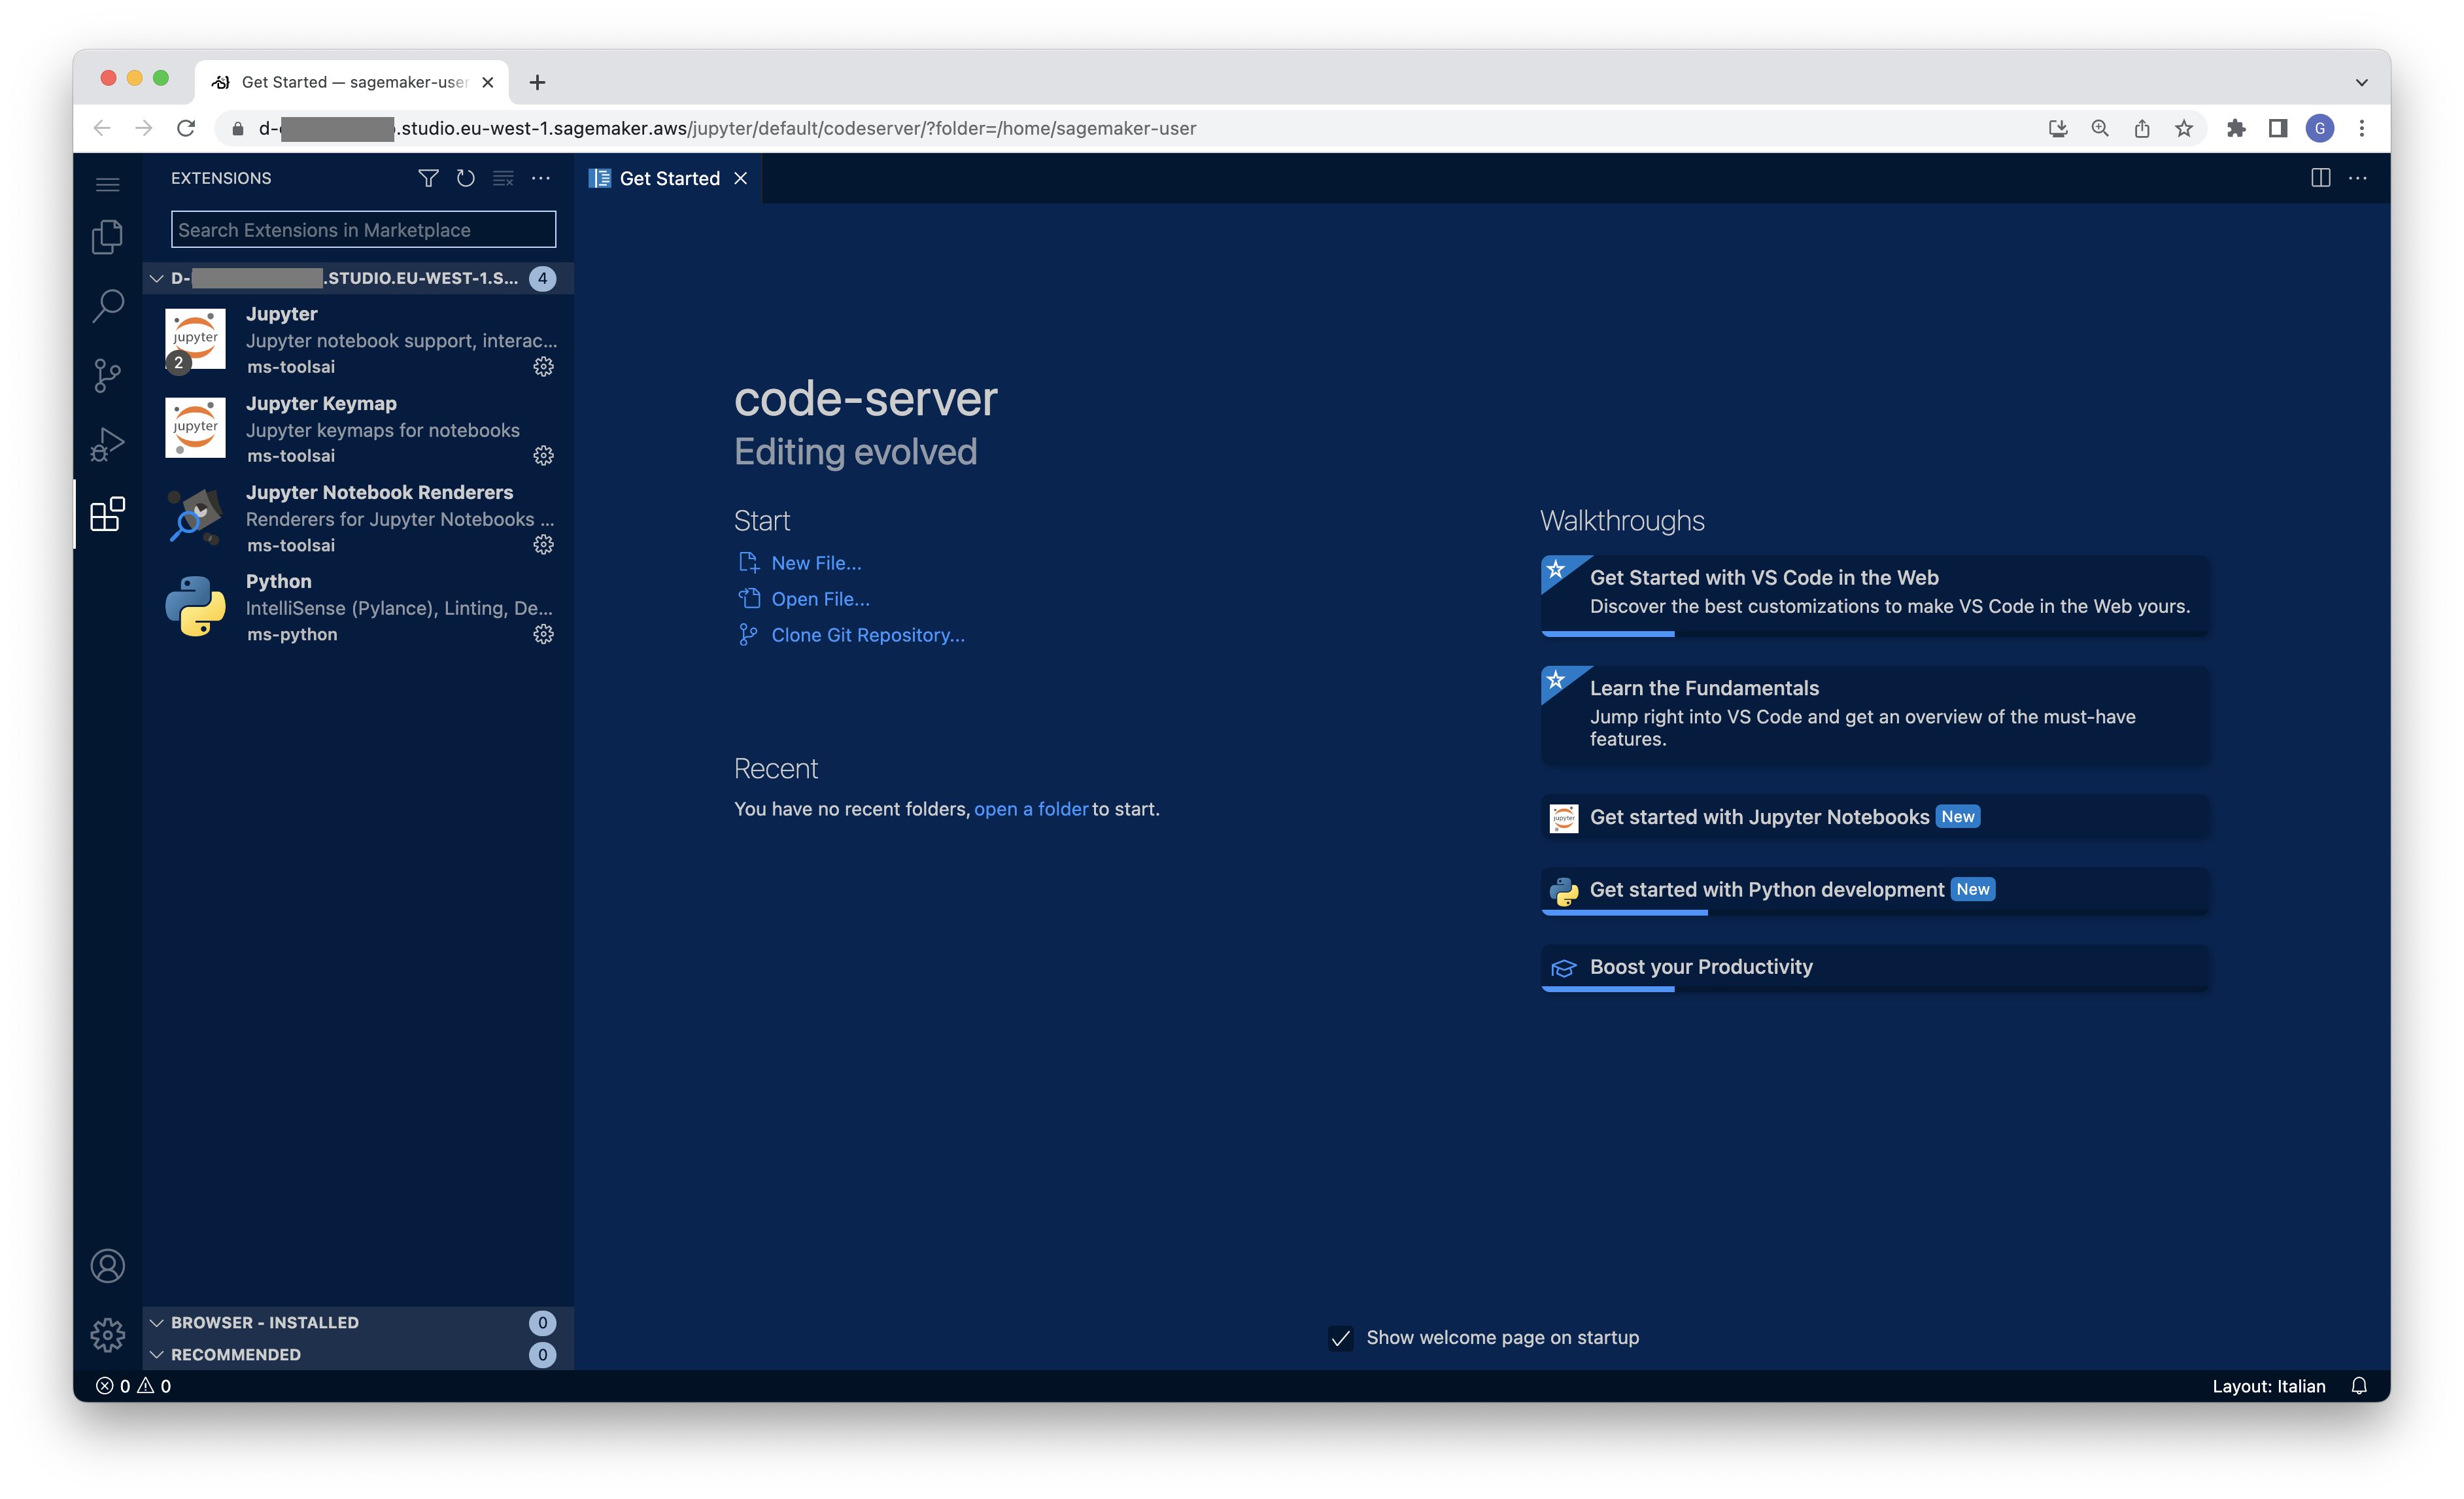 Get Started — sagemaker-user
d- .studio.eu-west-1.sagemaker.aws/jupyter/default/codeserver/?folder=/home/sagemaker-user
G
EXTENSIONS
Search Extensions in Marketplace
D- .STUDIO.EU-WEST-1.S... 4
jupyter
2
Jupyter
Jupyter notebook support, interac...
ms-toolsai
jupyter
Jupyter Keymap
Jupyter keymaps for notebooks
ms-toolsai
Jupyter Notebook Renderers
Renderers for Jupyter Notebooks ...
ms-toolsai
Python
IntelliSense (Pylance), Linting, De...
ms-python
BROWSER - INSTALLED 0
RECOMMENDED 0
Get Started
code-server
Editing evolved
Start
New File...
Open File...
Clone Git Repository...
Recent
You have no recent folders, open a folder to start.
Walkthroughs
Get Started with VS Code in the Web
Discover the best customizations to make VS Code in the Web yours.
Learn the Fundamentals
Jump right into VS Code and get an overview of the must-have
features.
jupyter
Get started with Jupyter Notebooks New
Get started with Python development New
Boost your Productivity
Show welcome page on startup
0 0
Layout: Italian